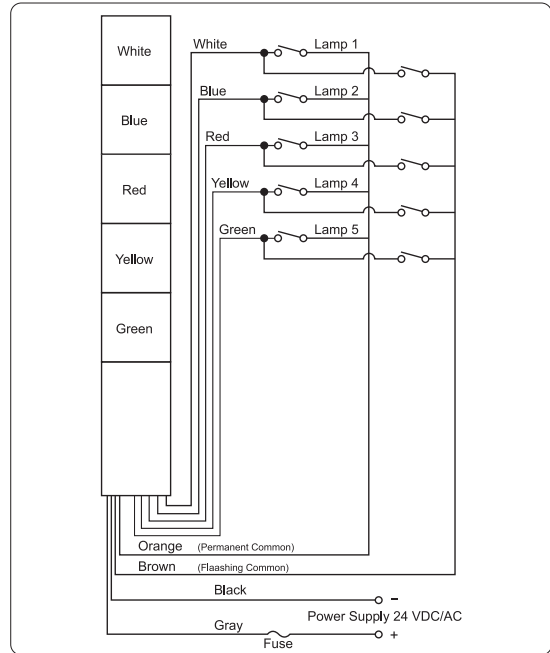 White
Blue
Red
Yellow
Green
White Lamp 1
Blue Lamp 2
Red Lamp 3
Yellow Lamp 4
Green Lamp 5
Orange (Permanent Common)
Brown (Flaashing Common)
Black −
Power Supply 24 VDC/AC
Gray +
Fuse